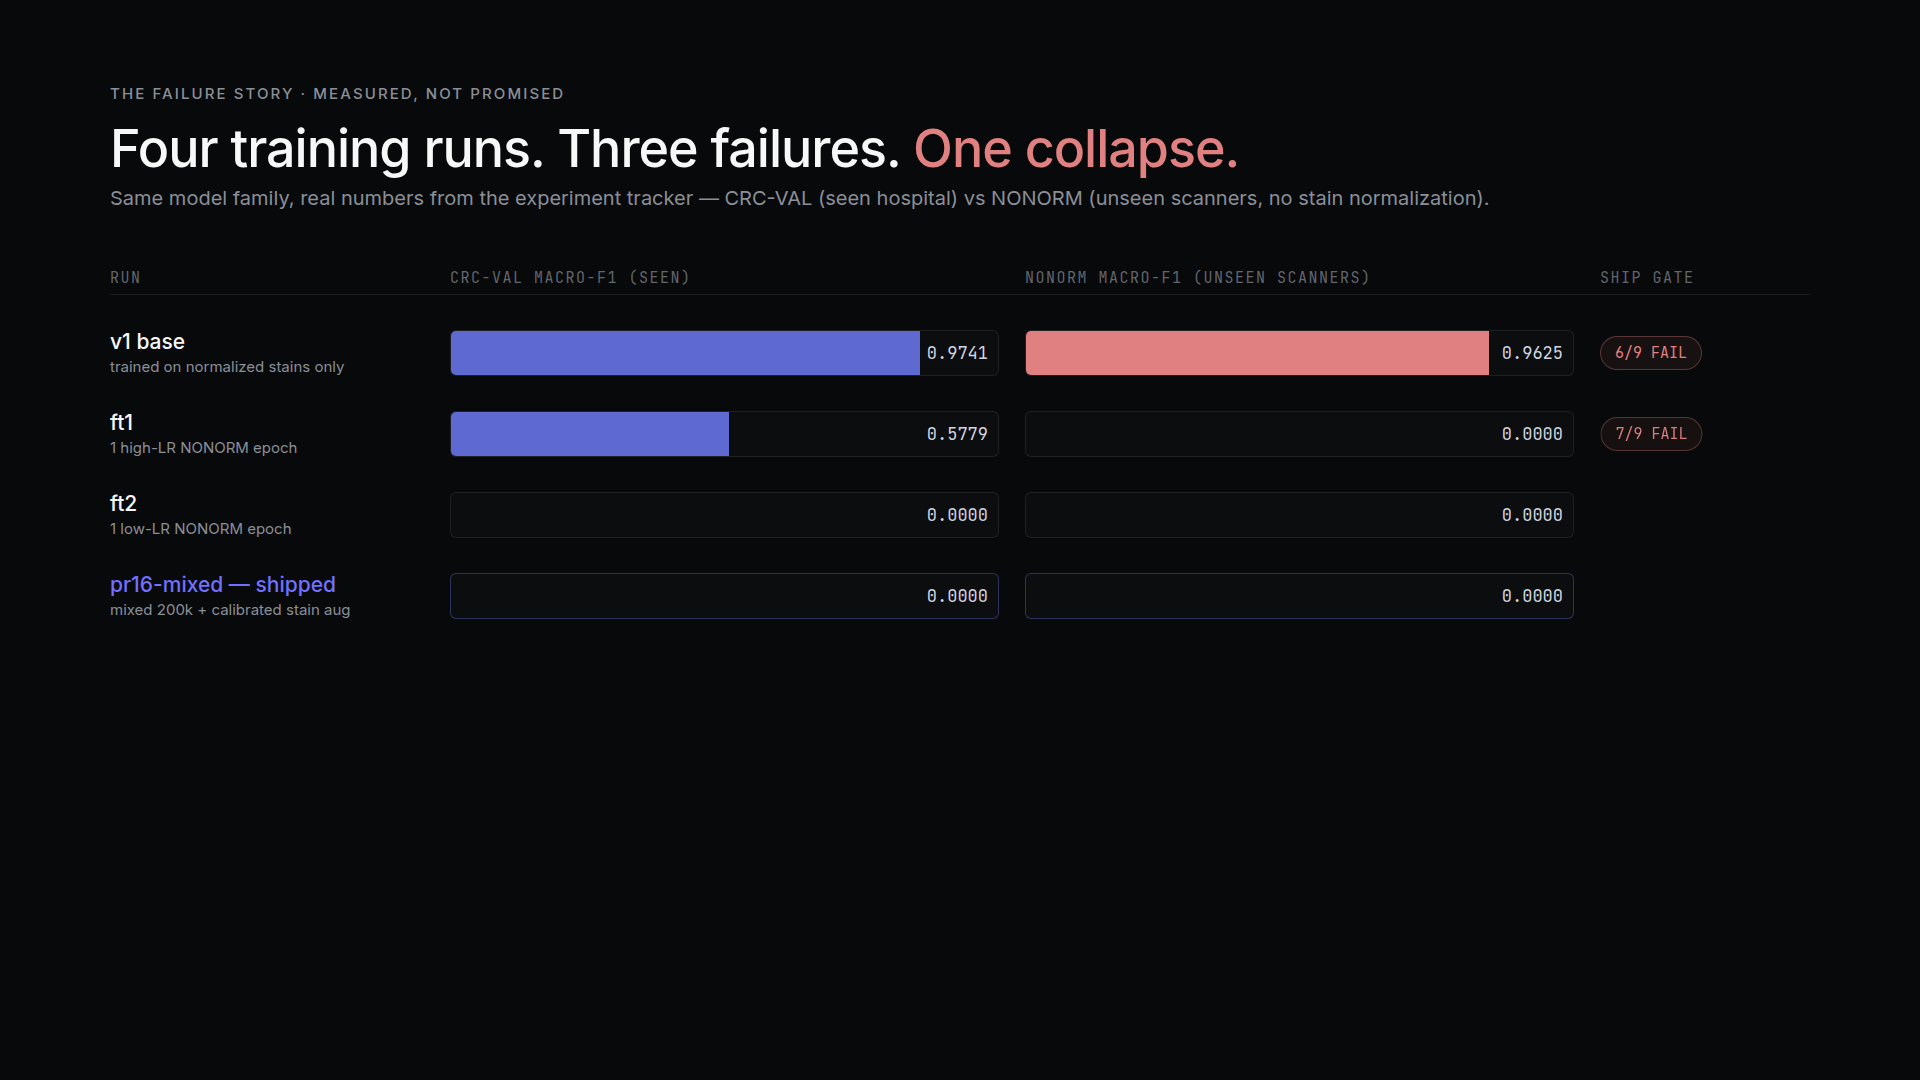 THE FAILURE STORY · MEASURED, NOT PROMISED
Four training runs. Three failures. One collapse.
Same model family, real numbers from the experiment tracker — CRC-VAL (seen hospital) vs NONORM (unseen scanners, no stain normalization).
RUN CRC-VAL MACRO-F1 (SEEN) NONORM MACRO-F1 (UNSEEN SCANNERS) SHIP GATE
v1 base
trained on normalized stains only
0.9741 0.9625 6/9 FAIL
ft1
1 high-LR NONORM epoch
0.5779 0.0000 7/9 FAIL
ft2
1 low-LR NONORM epoch
0.0000 0.0000
pr16-mixed — shipped
mixed 200k + calibrated stain aug
0.0000 0.0000